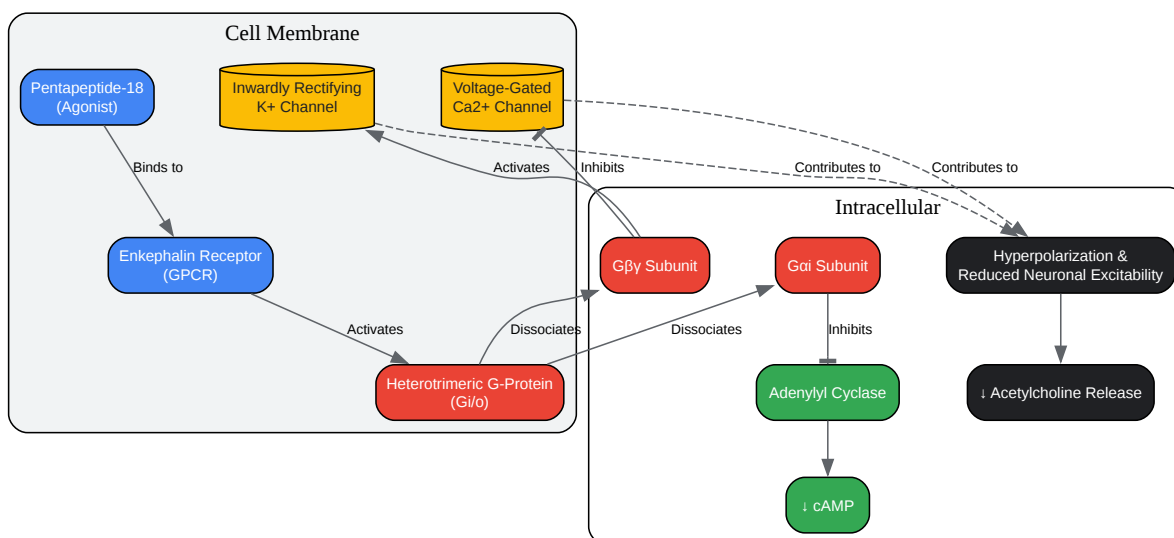 Cell Membrane
Pentapeptide-18
(Agonist)
Inwardly Rectifying
K+ Channel
Voltage-Gated
Ca2+ Channel
Binds to
Activates
Inhibits
Contributes to
Contributes to
Intracellular
Enkephalin Receptor
(GPCR)
Gβγ Subunit
Gαi Subunit
Hyperpolarization &
Reduced Neuronal Excitability
Activates
Dissociates
Dissociates
Inhibits
Heterotrimeric G-Protein
(Gi/o)
Adenylyl Cyclase
↓ Acetylcholine Release
↓ cAMP